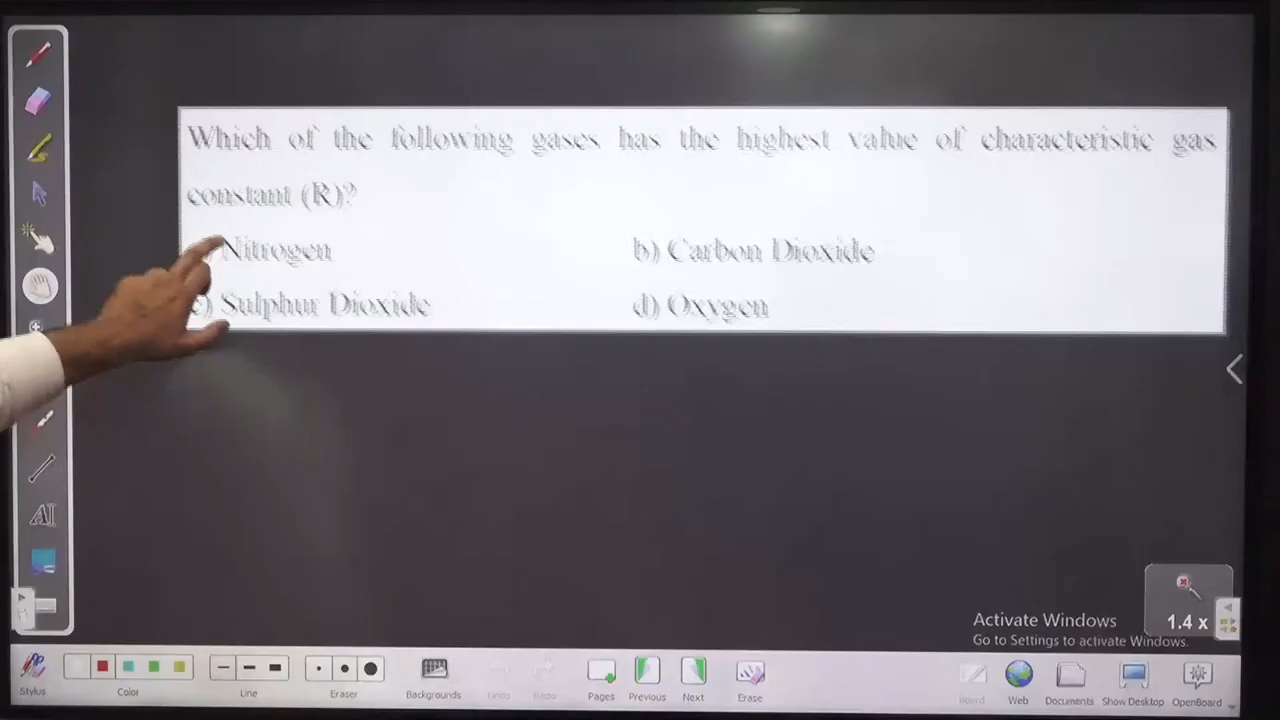 Which of the following gases has the highest value of characteristic gas
constant (R)?
Nitrogen b) Carbon Dioxide
c) Sulphur Dioxide d) Oxygen
AI
Activate Windows
Go to Settings to activate Windows.
1.4 x
Stylus Color Line Eraser Backgrounds Undo Redo Pages Previous Next Erase Board Web Documents Show Desktop OpenBoard